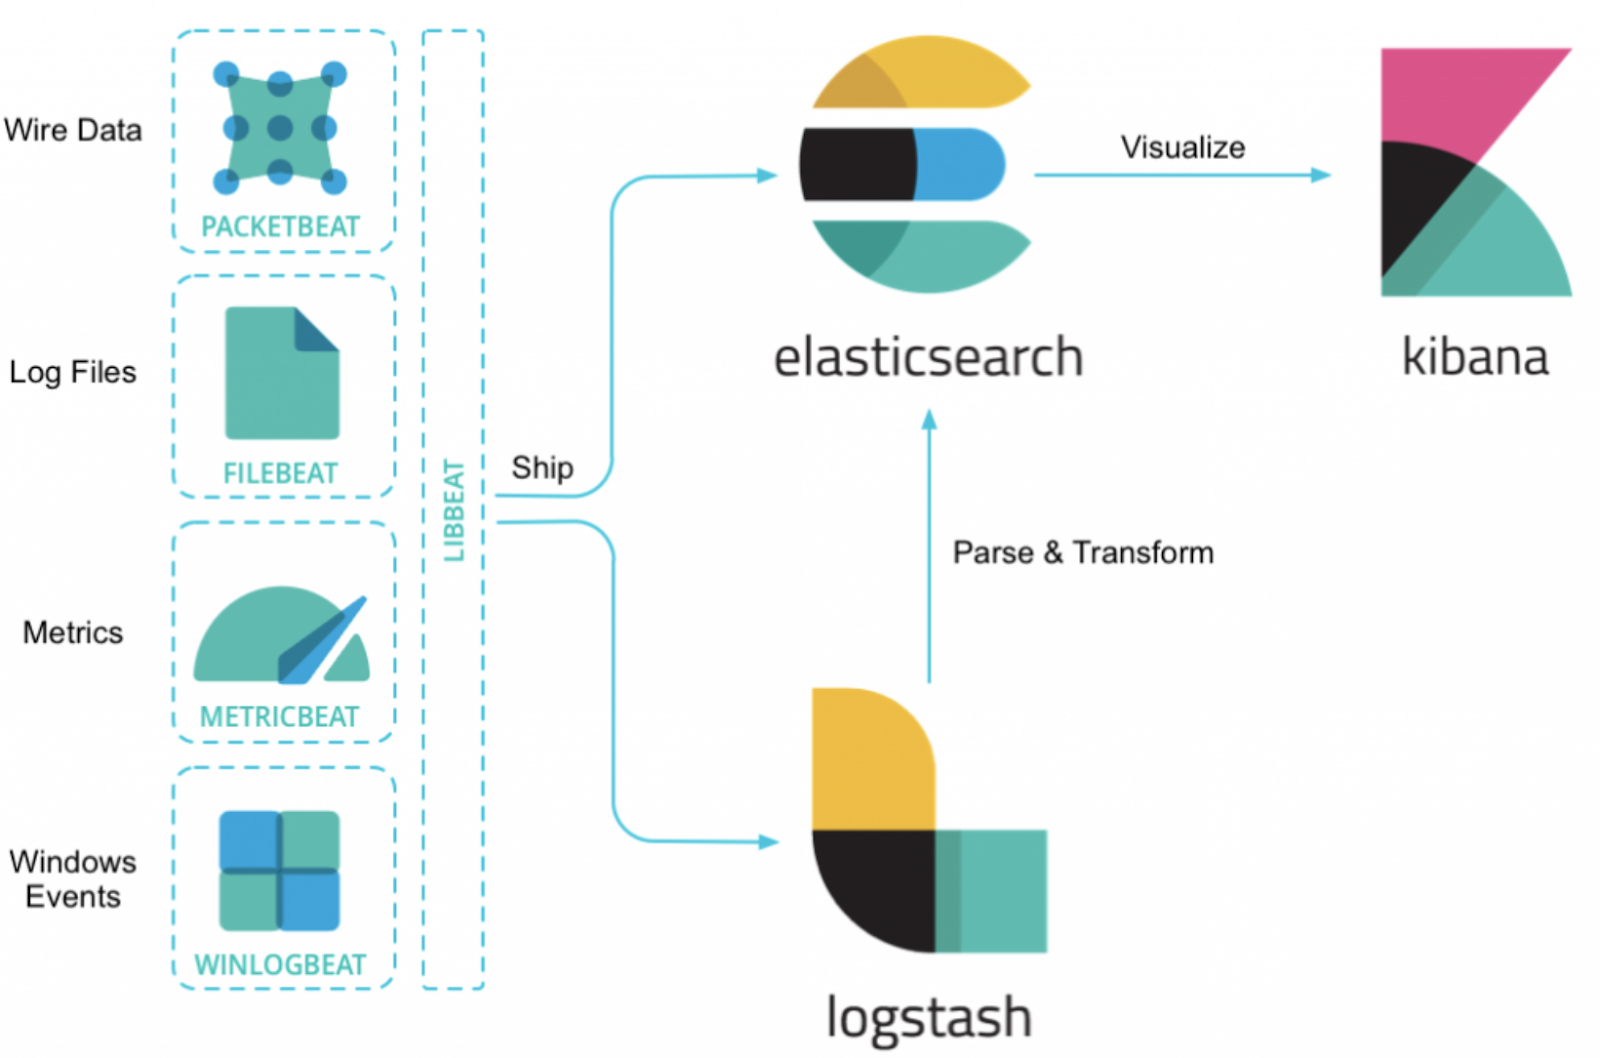 Wire Data
PACKETBEAT
Log Files
FILEBEAT
Metrics
METRICBEAT
Windows
Events
WINLOGBEAT
LIBBEAT
Ship
elasticsearch
Visualize
kibana
Parse & Transform
logstash